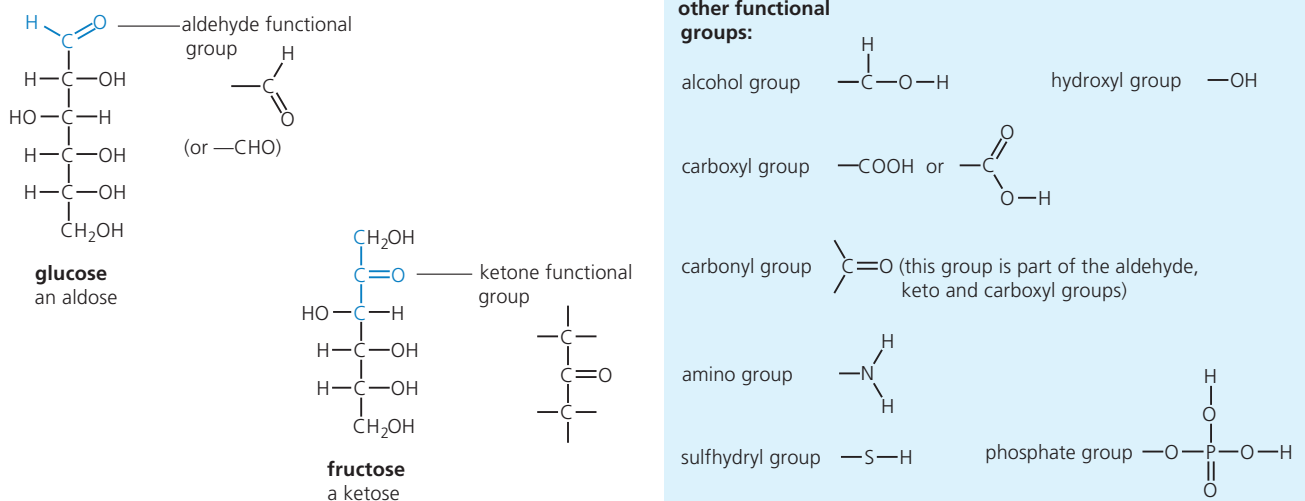 H O
C
aldehyde functional
group
H
C
O
(or —CHO)
H—C—OH
HO—C—H
H—C—OH
H—C—OH
CH₂OH
glucose
an aldose
CH₂OH
C=O
ketone functional
group
HO—C—H
H—C—OH
H—C—OH
CH₂OH
C
C=O
C
fructose
a ketose
other functional
groups:
alcohol group
H
—C—O—H
hydroxyl group —OH
carboxyl group —COOH or
O
—C
O—H
carbonyl group C=O (this group is part of the aldehyde,
keto and carboxyl groups)
amino group
H
—N
H
sulfhydryl group —S—H
phosphate group
H
O
—O—P—O—H
O